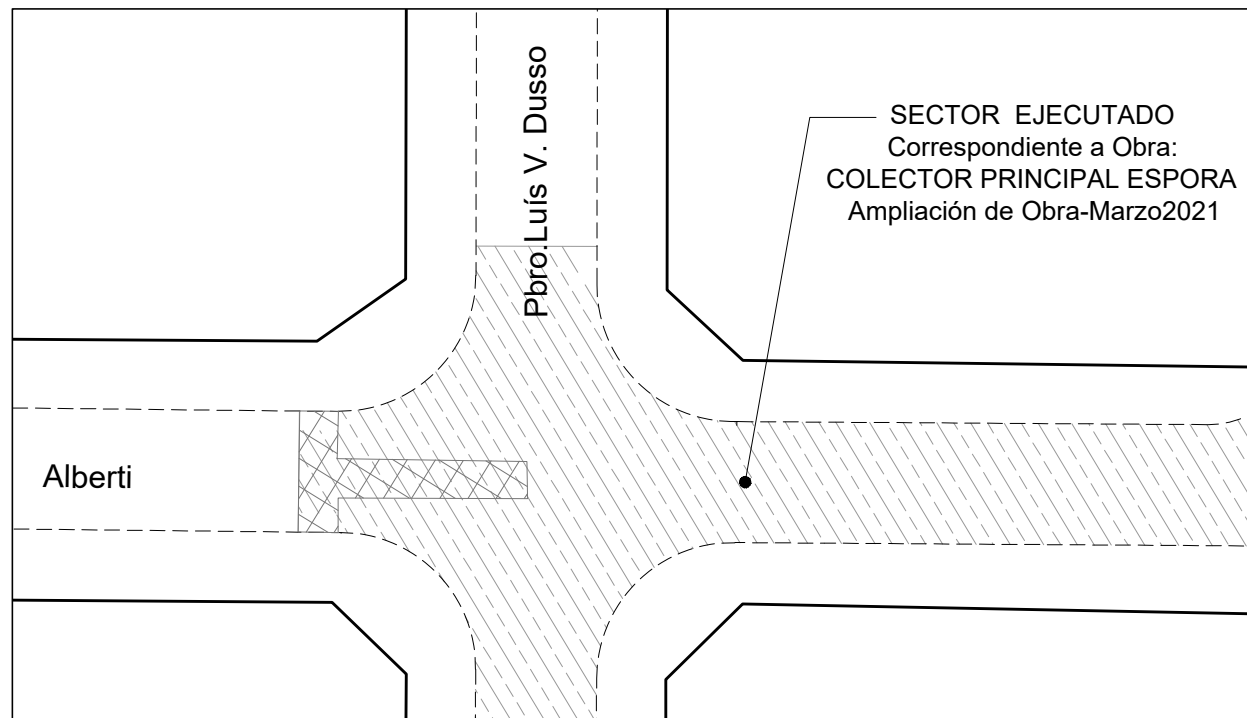 Pbro.Luís V. Dusso
SECTOR EJECUTADO
Correspondiente a Obra:
COLECTOR PRINCIPAL ESPORA
Ampliación de Obra-Marzo2021
Alberti